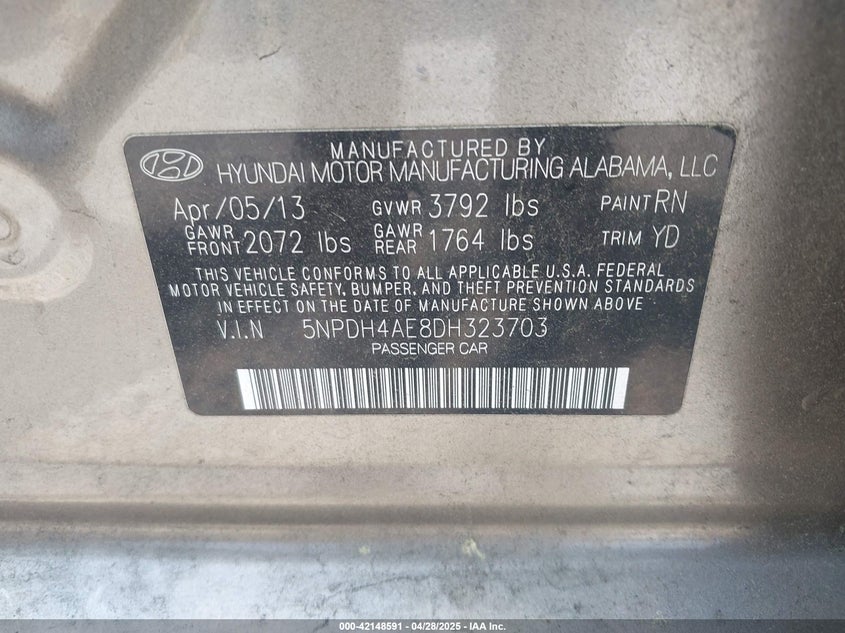 MANUFACTURED BY
HYUNDAI MOTOR MANUFACTURING ALABAMA, LLC
Apr/05/13 GVWR 3792 lbs PAINT RN
GAWR FRONT 2072 lbs GAWR REAR 1764 lbs TRIM YD
THIS VEHICLE CONFORMS TO ALL APPLICABLE U.S.A. FEDERAL
MOTOR VEHICLE SAFETY, BUMPER, AND THEFT PREVENTION STANDARDS
IN EFFECT ON THE DATE OF MANUFACTURE SHOWN ABOVE
V.I.N 5NPDH4AE8DH323703
PASSENGER CAR
000-42148591 - 04/28/2025 - IAA Inc.